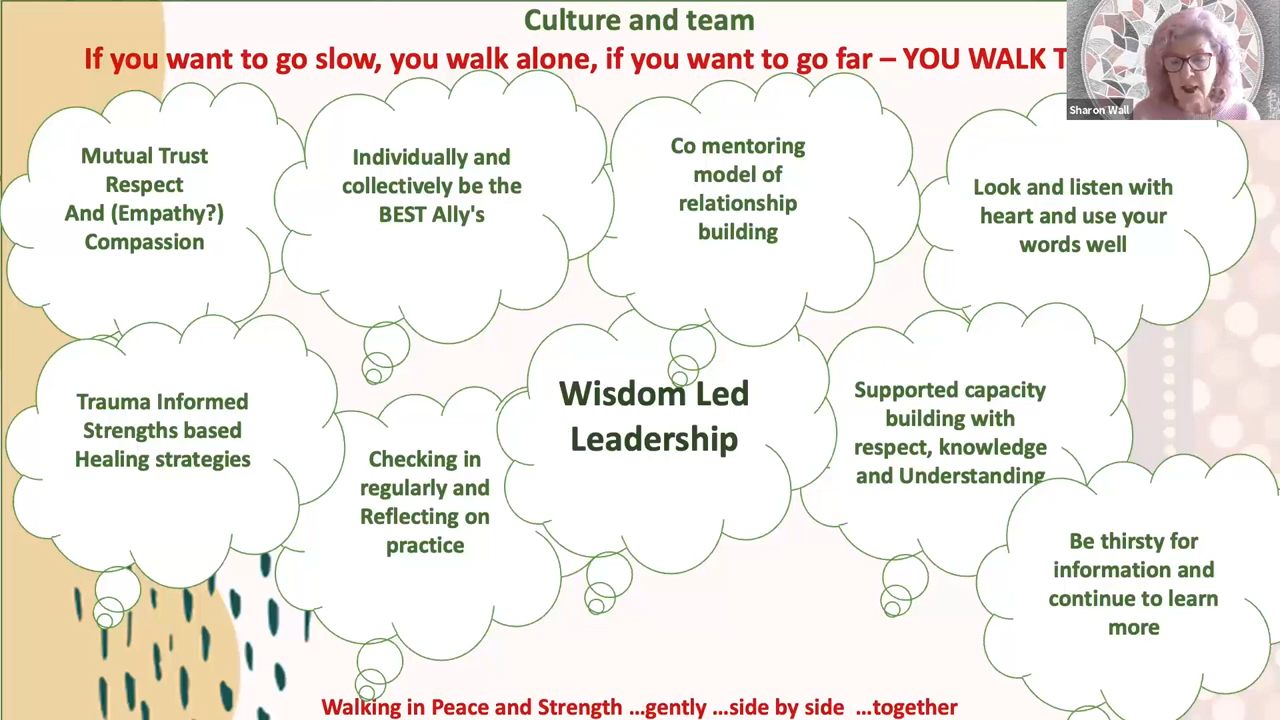 Culture and team
If you want to go slow, you walk alone, if you want to go far – YOU WALK
Sharon Wall
Mutual Trust
Respect
And (Empathy?)
Compassion
Individually and
collectively be the
BEST Ally's
Co mentoring
model of
relationship
building
Look and listen with
heart and use your
words well
Trauma Informed
Strengths based
Healing strategies
Checking in
regularly and
Reflecting on
practice
Wisdom Led
Leadership
Supported capacity
building with
respect, knowledge
and Understanding
Be thirsty for
information and
continue to learn
more
Walking in Peace and Strength ...gently ...side by side ...together